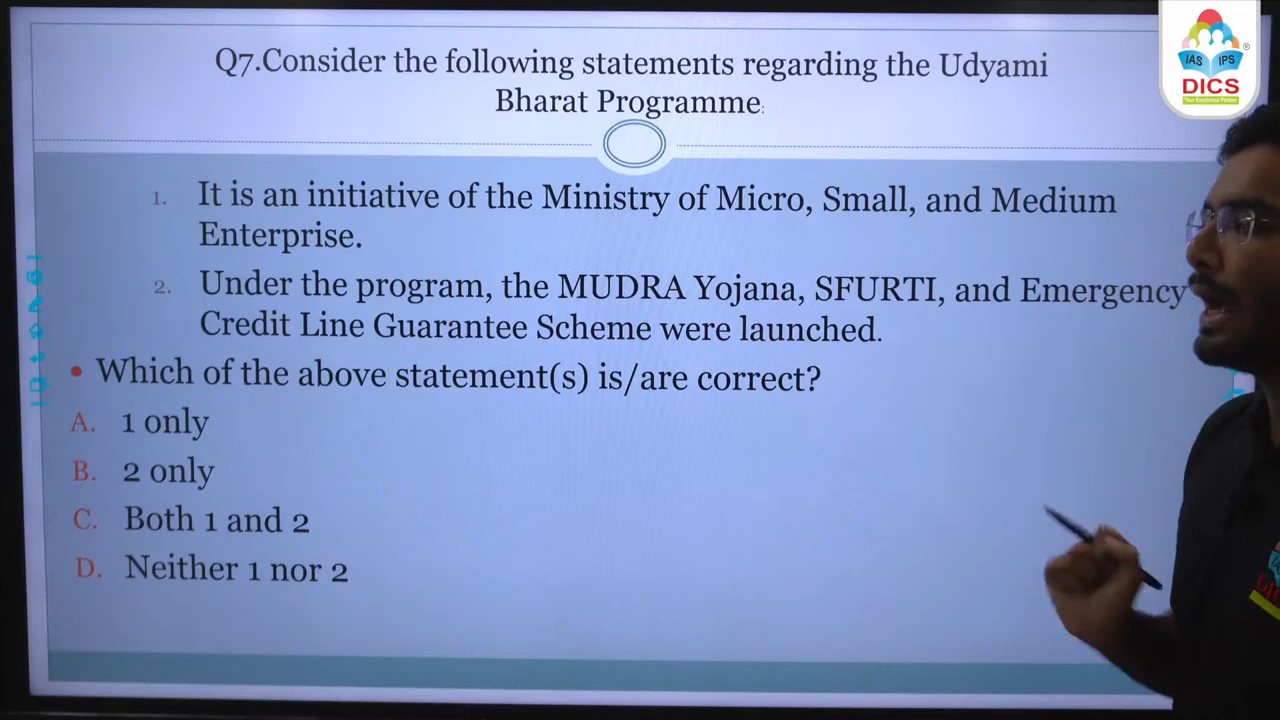 Q7.Consider the following statements regarding the Udyami
Bharat Programme:
1. It is an initiative of the Ministry of Micro, Small, and Medium
Enterprise.
2. Under the program, the MUDRA Yojana, SFURTI, and Emergency
Credit Line Guarantee Scheme were launched.
• Which of the above statement(s) is/are correct?
A. 1 only
B. 2 only
C. Both 1 and 2
D. Neither 1 nor 2
IAS IPS
®
DICS
Your Excellence Partner